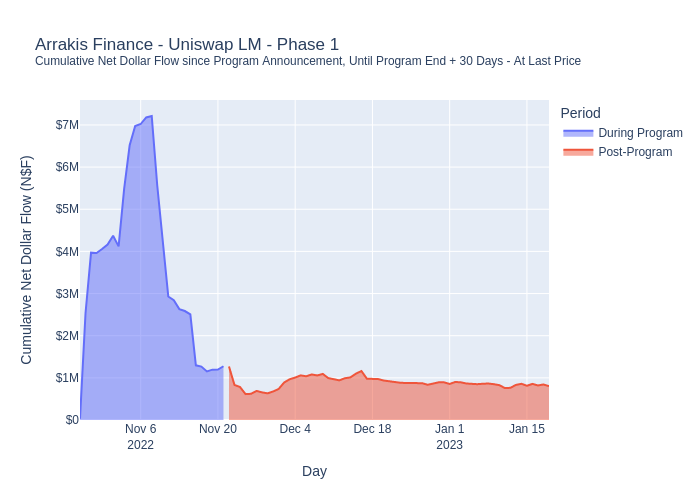 Arrakis Finance - Uniswap LM - Phase 1
Cumulative Net Dollar Flow since Program Announcement, Until Program End + 30 Days - At Last Price
Period
During Program
Post-Program
Cumulative Net Dollar Flow (N$F)
$7M
$6M
$5M
$4M
$3M
$2M
$1M
$0
Nov 6
2022
Nov 20
Dec 4
Dec 18
Jan 1
2023
Jan 15
Day